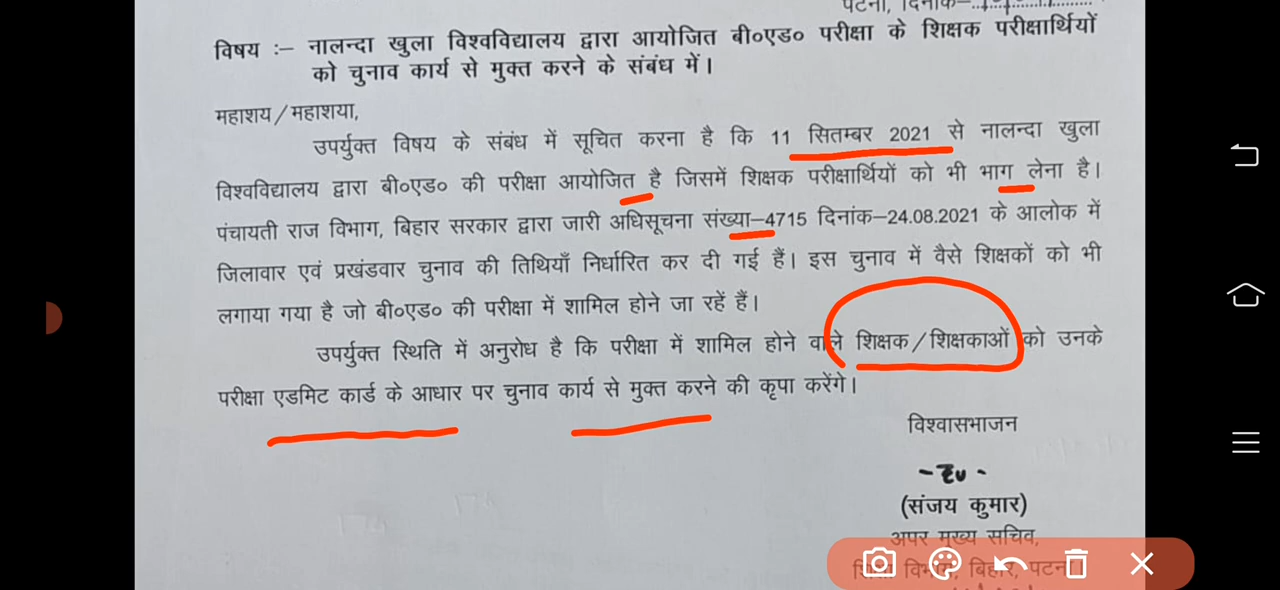 पटना, दिनांक-
विषय :- नालन्दा खुला विश्वविद्यालय द्वारा आयोजित बी०एड० परीक्षा के शिक्षक परीक्षार्थियों
को चुनाव कार्य से मुक्त करने के संबंध में।
महाशय/महाशया,
उपर्युक्त विषय के संबंध में सूचित करना है कि 11 सितम्बर 2021 से नालन्दा खुला
विश्वविद्यालय द्वारा बी०एड० की परीक्षा आयोजित है जिसमें शिक्षक परीक्षार्थियों को भी भाग लेना है।
पंचायती राज विभाग, बिहार सरकार द्वारा जारी अधिसूचना संख्या-4715 दिनांक-24.08.2021 के आलोक में
जिलावार एवं प्रखंडवार चुनाव की तिथियाँ निर्धारित कर दी गई हैं। इस चुनाव में वैसे शिक्षकों को भी
लगाया गया है जो बी०एड० की परीक्षा में शामिल होने जा रहें हैं।
उपर्युक्त स्थिति में अनुरोध है कि परीक्षा में शामिल होने वाले शिक्षक/शिक्षकाओं को उनके
परीक्षा एडमिट कार्ड के आधार पर चुनाव कार्य से मुक्त करने की कृपा करेंगे।
विश्वासभाजन
-ह०-
(संजय कुमार)
अपर मुख्य सचिव,
शिक्षा विभाग, बिहार, पटना।